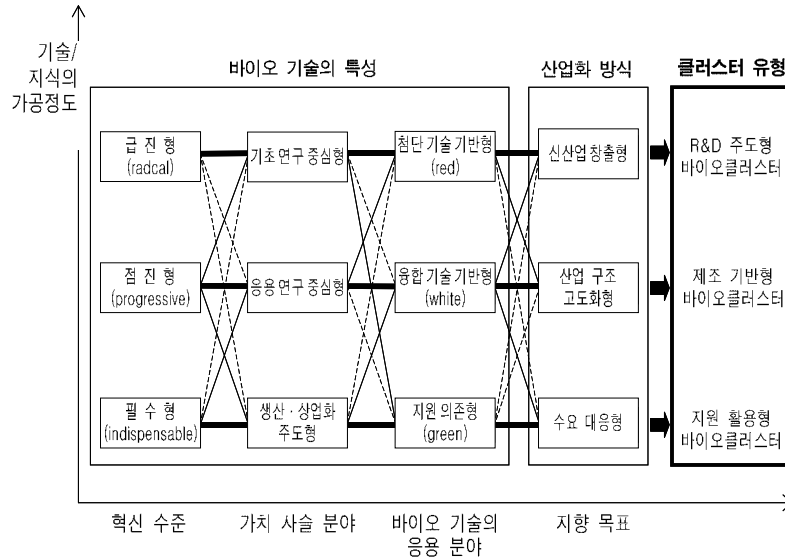 기술/
지식의
가공정도
바이오 기술의 특성
산업화 방식
클러스터 유형
급 진 형
(radcal)
기초 연구 중심형
첨단 기술 기반형
(red)
신산업 창출형
R&D 주도형
바이오클러스터
점 진 형
(progressive)
응용 연구 중심형
융합 기술 기반형
(white)
산업 구조
고도화형
제조 기반형
바이오클러스터
필 수 형
(indispensable)
생산 · 상업화
주도형
자원 의존형
(green)
수요 대응형
자원 활용형
바이오클러스터
혁신 수준
가치 사슬 분야
바이오 기술의
응용 분야
지향 목표